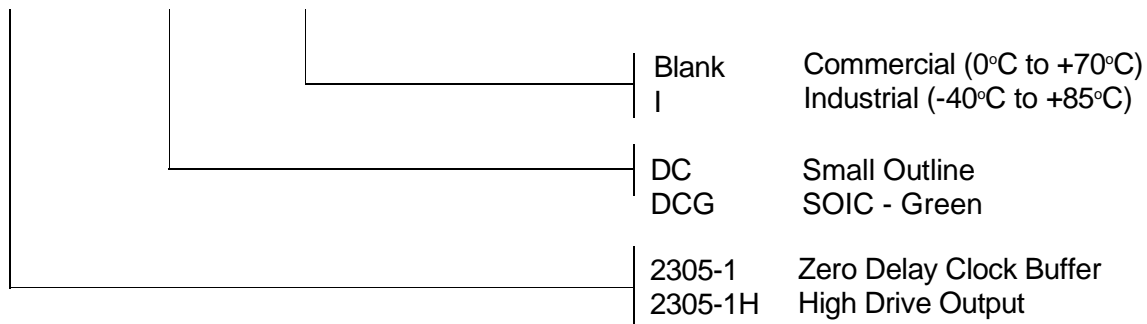 Blank Commercial (0°C to +70°C)
I Industrial (-40°C to +85°C)
DC Small Outline
DCG SOIC - Green
2305-1 Zero Delay Clock Buffer
2305-1H High Drive Output